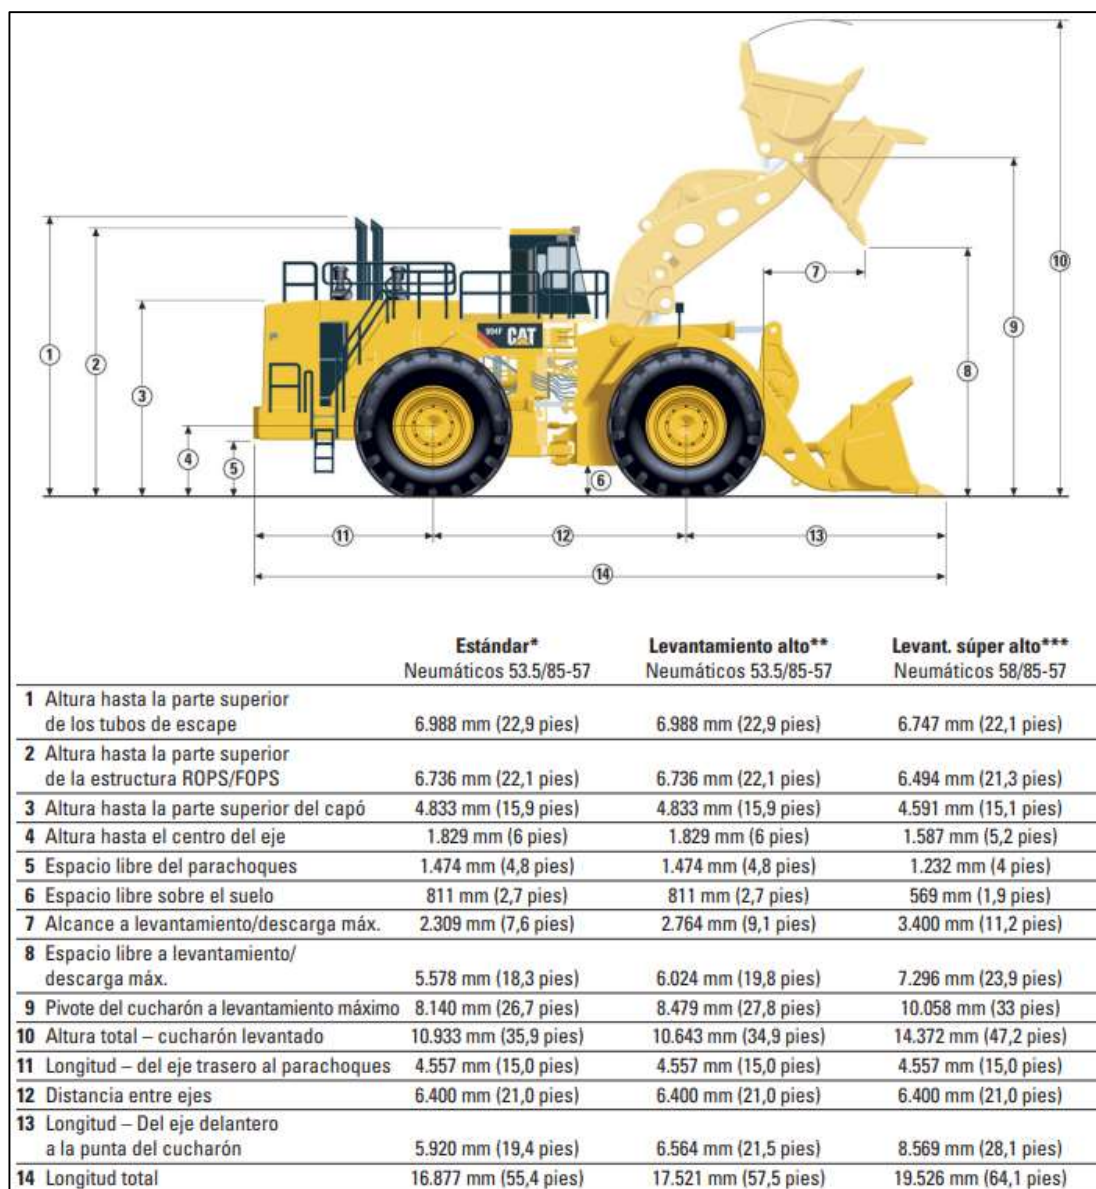 10
7
9
1
2
8
3
994F CAT
4
5
6
11
12
13
14
Estándar* Levantamiento alto** Levant. súper alto***
Neumáticos 53.5/85-57 Neumáticos 53.5/85-57 Neumáticos 58/85-57
1 Altura hasta la parte superior
de los tubos de escape 6.988 mm (22,9 pies) 6.988 mm (22,9 pies) 6.747 mm (22,1 pies)
2 Altura hasta la parte superior
de la estructura ROPS/FOPS 6.736 mm (22,1 pies) 6.736 mm (22,1 pies) 6.494 mm (21,3 pies)
3 Altura hasta la parte superior del capó 4.833 mm (15,9 pies) 4.833 mm (15,9 pies) 4.591 mm (15,1 pies)
4 Altura hasta el centro del eje 1.829 mm (6 pies) 1.829 mm (6 pies) 1.587 mm (5,2 pies)
5 Espacio libre del parachoques 1.474 mm (4,8 pies) 1.474 mm (4,8 pies) 1.232 mm (4 pies)
6 Espacio libre sobre el suelo 811 mm (2,7 pies) 811 mm (2,7 pies) 569 mm (1,9 pies)
7 Alcance a levantamiento/descarga máx. 2.309 mm (7,6 pies) 2.764 mm (9,1 pies) 3.400 mm (11,2 pies)
8 Espacio libre a levantamiento/
descarga máx. 5.578 mm (18,3 pies) 6.024 mm (19,8 pies) 7.296 mm (23,9 pies)
9 Pivote del cucharón a levantamiento máximo 8.140 mm (26,7 pies) 8.479 mm (27,8 pies) 10.058 mm (33 pies)
10 Altura total – cucharón levantado 10.933 mm (35,9 pies) 10.643 mm (34,9 pies) 14.372 mm (47,2 pies)
11 Longitud – del eje trasero al parachoques 4.557 mm (15,0 pies) 4.557 mm (15,0 pies) 4.557 mm (15,0 pies)
12 Distancia entre ejes 6.400 mm (21,0 pies) 6.400 mm (21,0 pies) 6.400 mm (21,0 pies)
13 Longitud – Del eje delantero
a la punta del cucharón 5.920 mm (19,4 pies) 6.564 mm (21,5 pies) 8.569 mm (28,1 pies)
14 Longitud total 16.877 mm (55,4 pies) 17.521 mm (57,5 pies) 19.526 mm (64,1 pies)